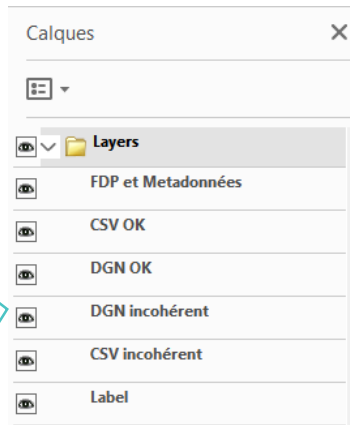 Calques
Layers
FDP et Metadonnées
CSV OK
DGN OK
DGN incohérent
CSV incohérent
Label